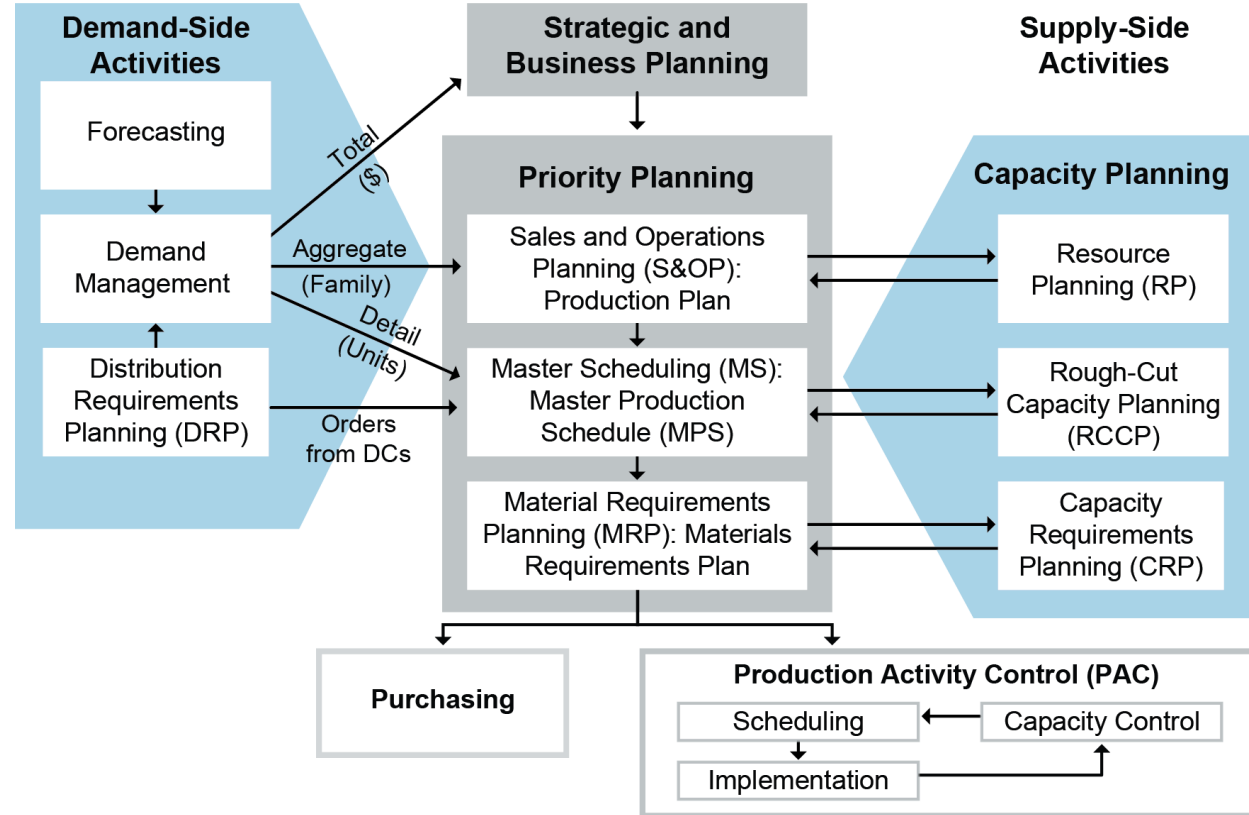 Demand-Side
Activities
Forecasting
Demand
Management
Distribution
Requirements
Planning (DRP)
Total
($)
Aggregate
(Family)
Detail
(Units)
Orders
from DCs
Strategic and
Business Planning
Priority Planning
Sales and Operations
Planning (S&OP):
Production Plan
Master Scheduling (MS):
Master Production
Schedule (MPS)
Material Requirements
Planning (MRP): Materials
Requirements Plan
Supply-Side
Activities
Capacity Planning
Resource
Planning (RP)
Rough-Cut
Capacity Planning
(RCCP)
Capacity
Requirements
Planning (CRP)
Purchasing
Production Activity Control (PAC)
Scheduling
Capacity Control
Implementation